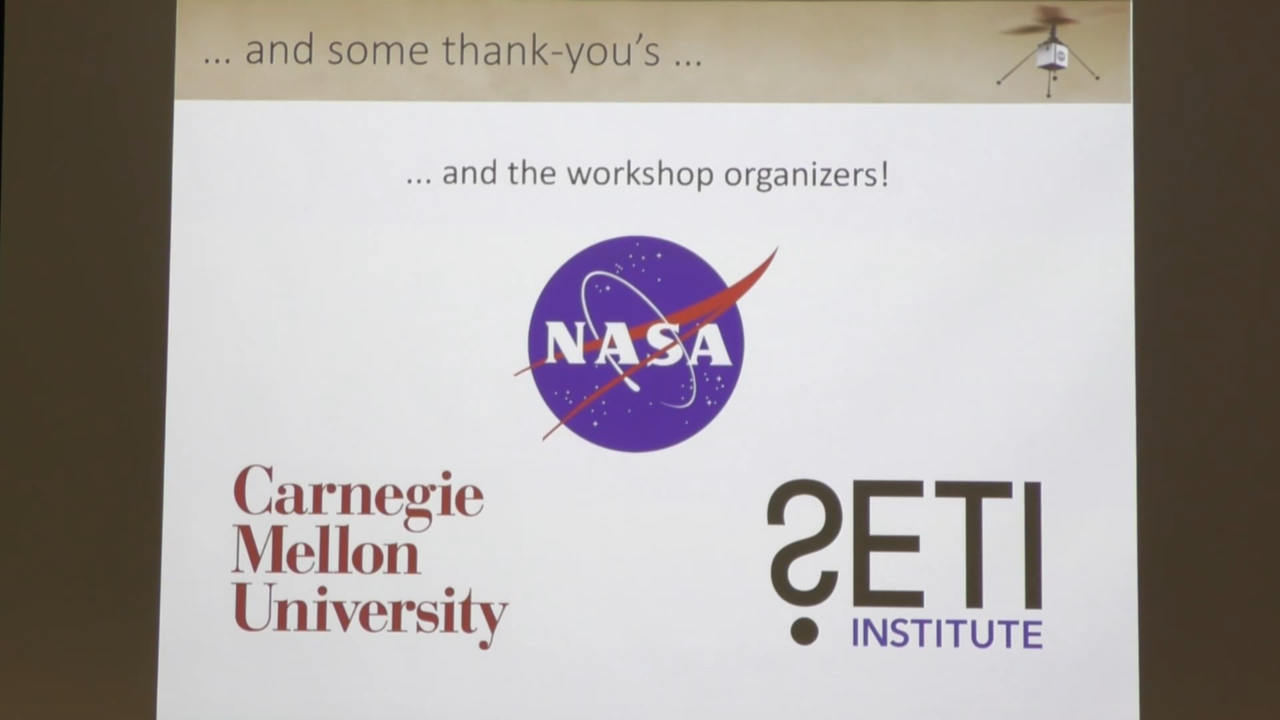 ... and some thank-you's ...
... and the workshop organizers!
NASA
Carnegie
Mellon
University
SETI
INSTITUTE